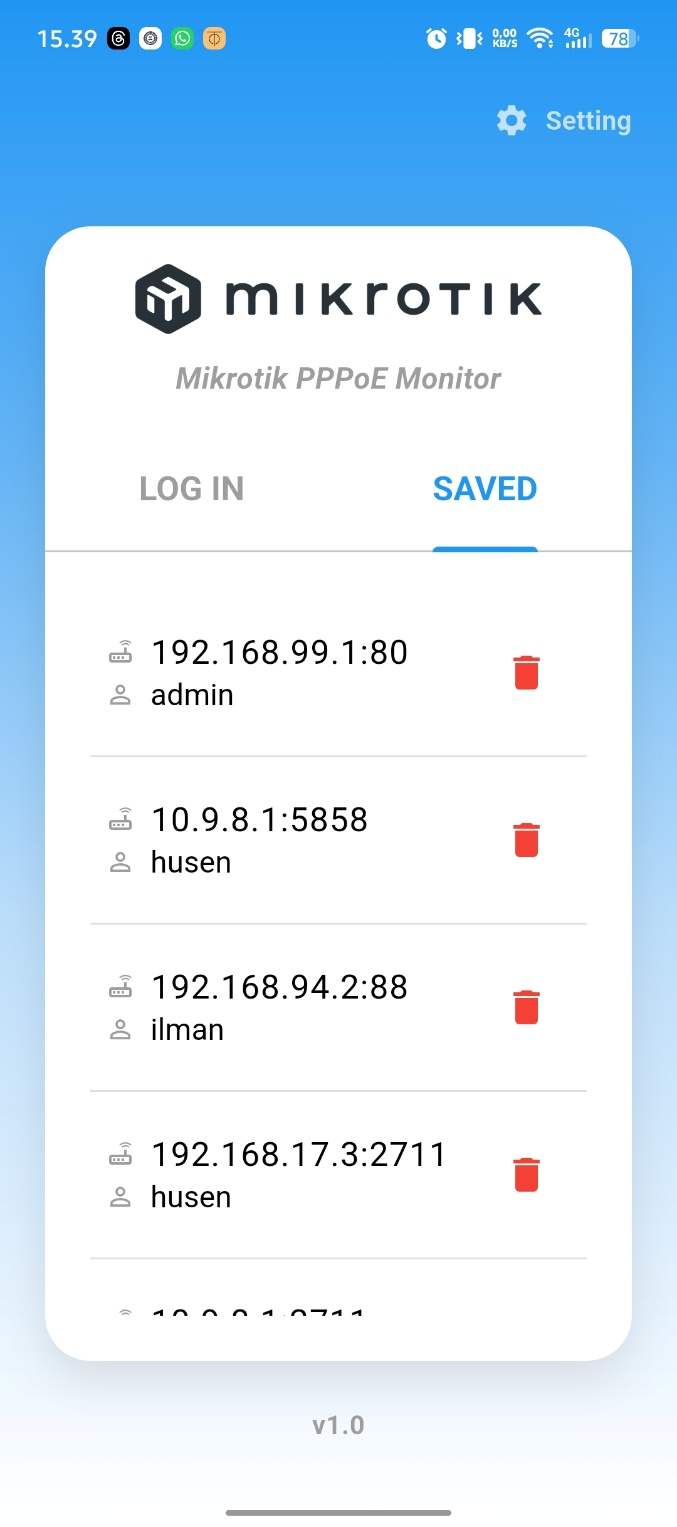 15.39
0,00
KB/S
4G
78
Setting
mikrotik
Mikrotik PPPoE Monitor
LOG IN
SAVED
192.168.99.1:80
admin
10.9.8.1:5858
husen
192.168.94.2:88
ilman
192.168.17.3:2711
husen
v1.0